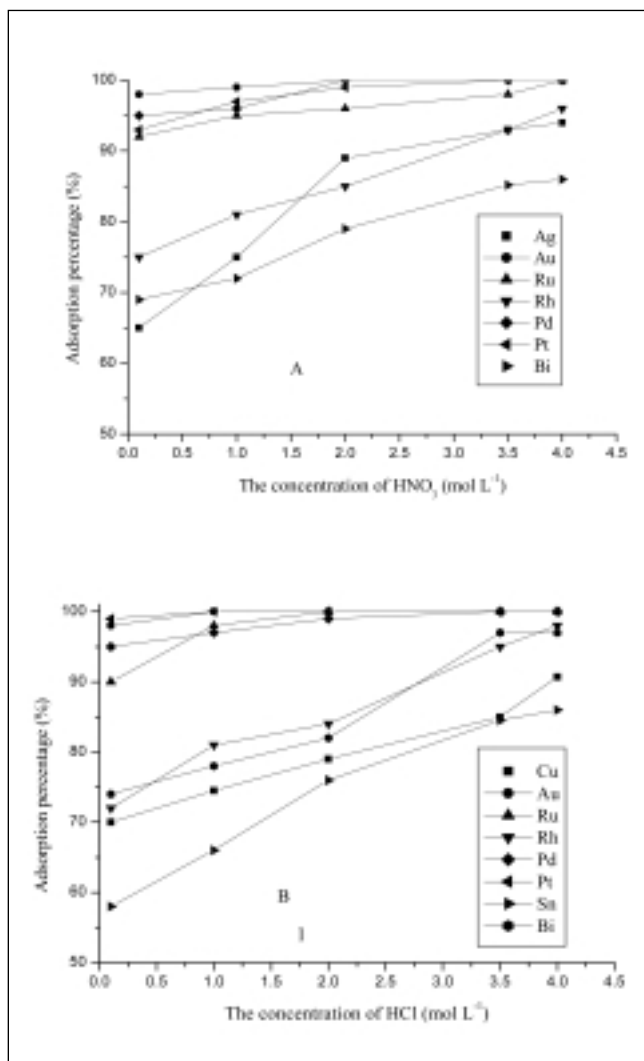 100
90
80
70
60
50
Adsorption percentage (%)
Ag
Au
Ru
Rh
Pd
Pt
Bi
A
0.0 0.5 1.0 1.5 2.0 2.5 3.0 3.5 4.0 4.5
The concentration of HNO3 (mol L-1)
100
90
80
70
60
50
Adsorption percentage (%)
Cu
Au
Ru
Rh
Pd
Pt
Sn
Bi
B
1
0.0 0.5 1.0 1.5 2.0 2.5 3.0 3.5 4.0 4.5
The concentration of HCl (mol L-1)